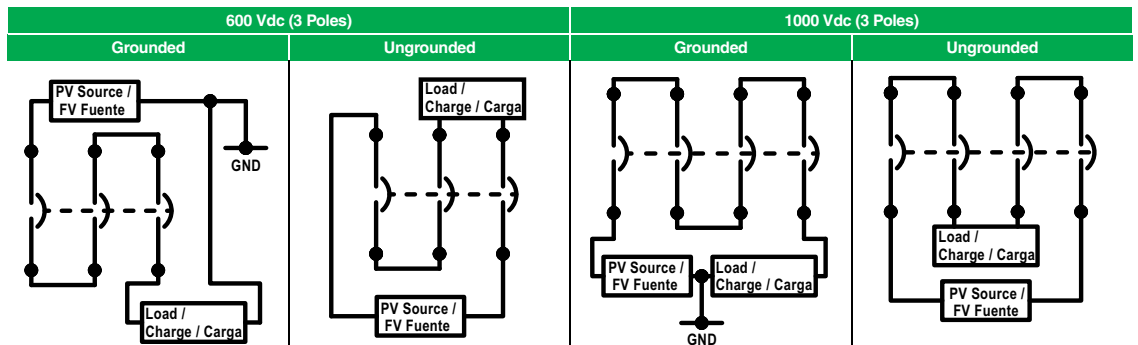 600 Vdc (3 Poles)
1000 Vdc (3 Poles)
Grounded
Ungrounded
Grounded
Ungrounded
PV Source /
FV Fuente
GND
Load /
Charge / Carga
Load /
Charge / Carga
PV Source /
FV Fuente
PV Source /
FV Fuente
Load /
Charge / Carga
GND
Load /
Charge / Carga
PV Source /
FV Fuente